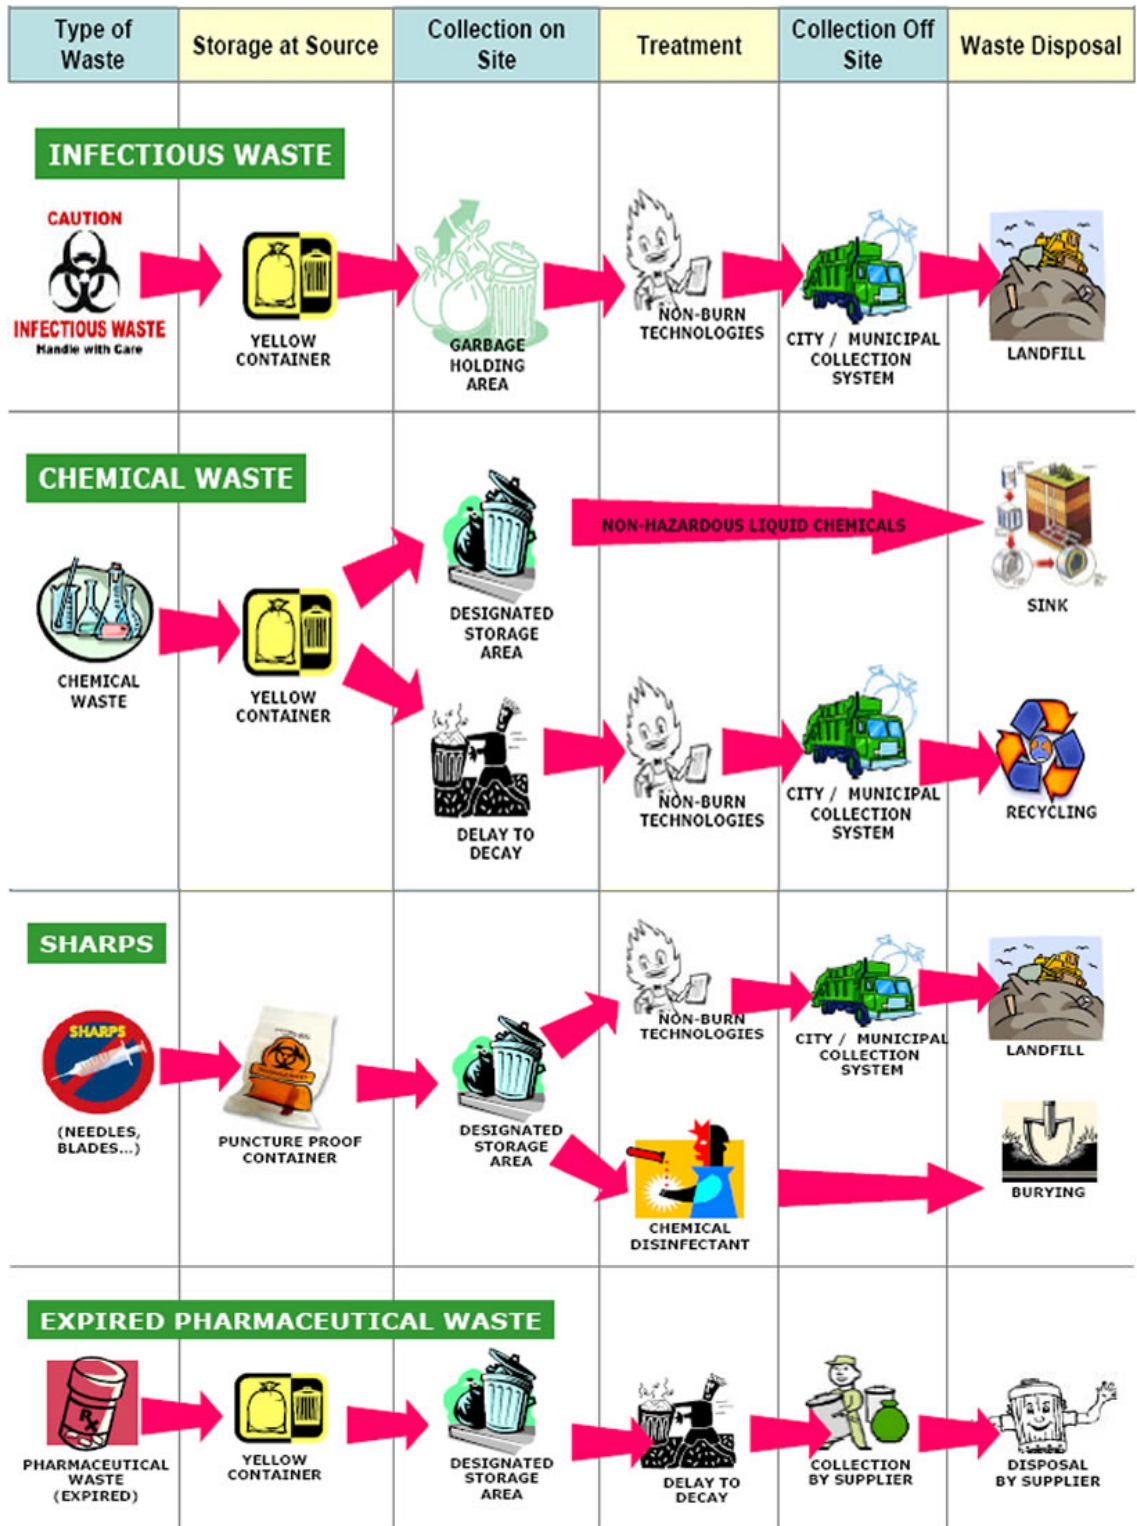 Type of
Waste
Storage at Source
Collection on
Site
Treatment
Collection Off
Site
Waste Disposal
INFECTIOUS WASTE
CAUTION
INFECTIOUS WASTE
Handle with Care
YELLOW
CONTAINER
GARBAGE
HOLDING
AREA
NON-BURN
TECHNOLOGIES
CITY / MUNICIPAL
COLLECTION
SYSTEM
LANDFILL
CHEMICAL WASTE
CHEMICAL
WASTE
YELLOW
CONTAINER
DESIGNATED
STORAGE
AREA
NON-HAZARDOUS LIQUID CHEMICALS
SINK
DELAY TO
DECAY
NON-BURN
TECHNOLOGIES
CITY / MUNICIPAL
COLLECTION
SYSTEM
RECYCLING
SHARPS
SHARPS
(NEEDLES,
BLADES...)
PUNCTURE PROOF
CONTAINER
DESIGNATED
STORAGE
AREA
NON-BURN
TECHNOLOGIES
CITY / MUNICIPAL
COLLECTION
SYSTEM
LANDFILL
CHEMICAL
DISINFECTANT
BURYING
EXPIRED PHARMACEUTICAL WASTE
Rx
PHARMACEUTICAL
WASTE
(EXPIRED)
YELLOW
CONTAINER
DESIGNATED
STORAGE
AREA
DELAY TO
DECAY
COLLECTION
BY SUPPLIER
DISPOSAL
BY SUPPLIER